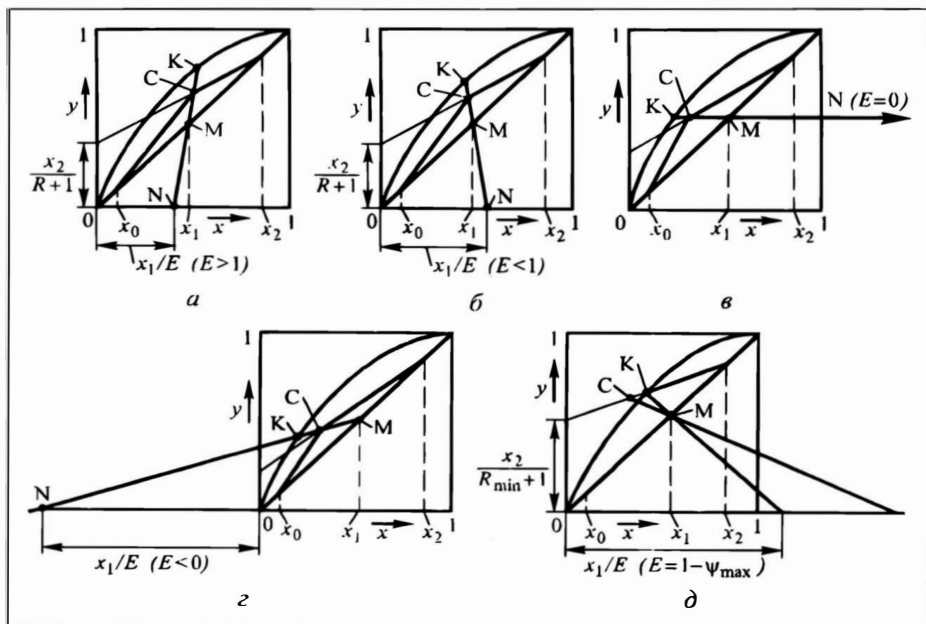 1
y
K
C
M
N
x₂
R + 1
0
x₀
x₁
x
x₂
1
x₁/E (E>1)
а
1
y
K
C
M
N
x₂
R + 1
0
x₀
x₁
x
x₂
1
x₁/E (E<1)
б
1
y
K
C
M
N (E=0)
0
x₀
x₁
x
x₂
1
в
1
y
K
C
M
N
0
x₀
x₁
x
x₂
1
x₁/E (E<0)
г
1
y
K
C
M
x₂
Rmin + 1
0
x₀
x
x₁
x₂
1
x₁/E (E=1−ψmax)
д